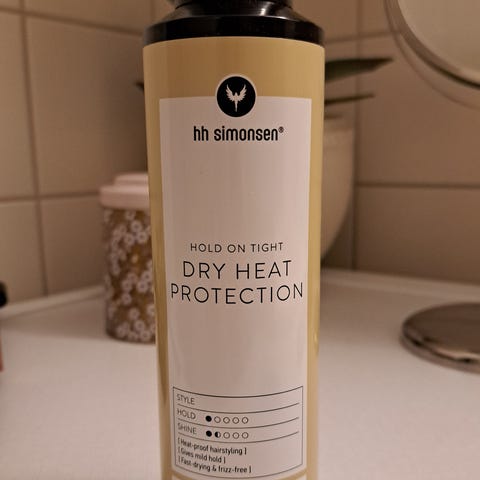 hh simonsen®
HOLD ON TIGHT
DRY HEAT
PROTECTION
STYLE
HOLD
SHINE
[ Heat-proof hairstyling ]
[ Gives mild hold ]
[ Fast-drying & frizz-free ]